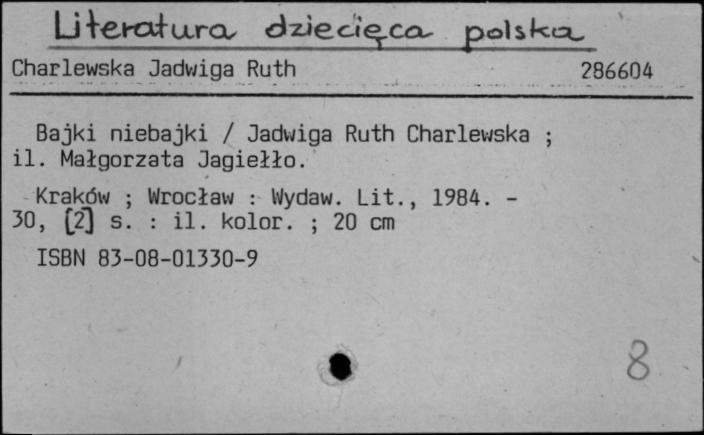 Literatura dziecięca polska
Charlewska Jadwiga Ruth 286604
Bajki niebajki / Jadwiga Ruth Charlewska ;
il. Małgorzata Jagiełło.
Kraków ; Wrocław : Wydaw. Lit., 1984. -
30, [2] s. : il. kolor. ; 20 cm
ISBN 83-08-01330-9
8